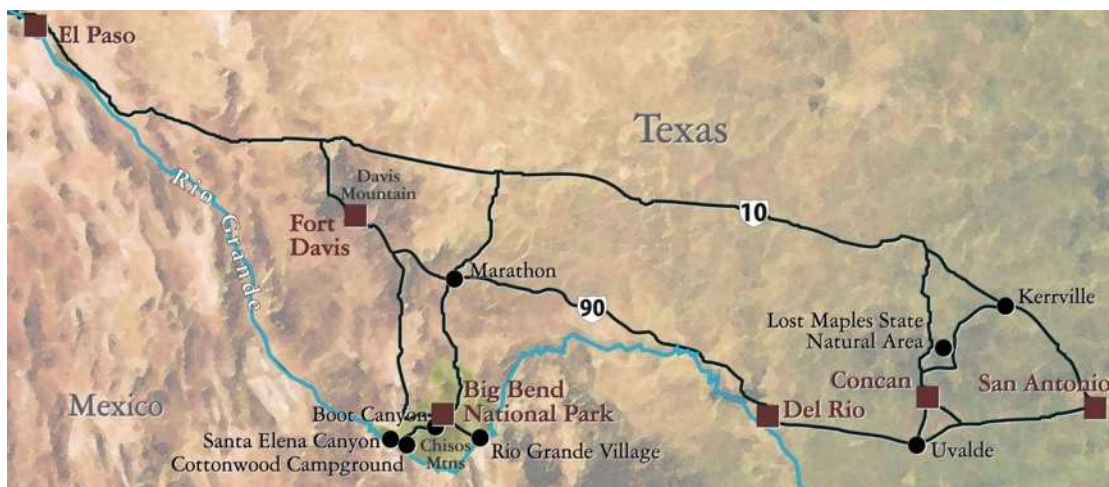 El Paso
Texas
Rio Grande
Davis
Mountain
Fort
Davis
10
Marathon
90
Kerrville
Lost Maples State
Natural Area
Mexico
Concan
San Antonio
Big Bend
National Park
Boot Canyon
Del Rio
Santa Elena Canyon
Chisos
Mtns
Rio Grande Village
Uvalde
Cottonwood Campground